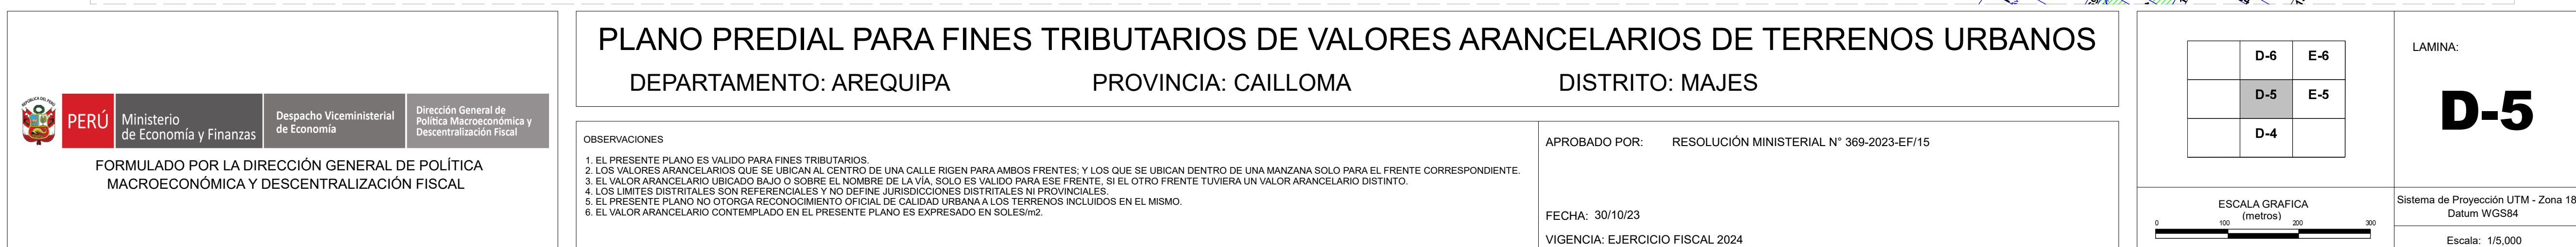 REPÚBLICA DEL PERÚ
PERÚ
Ministerio
de Economía y Finanzas
Despacho Viceministerial
de Economía
Dirección General de
Política Macroeconómica y
Descentralización Fiscal
FORMULADO POR LA DIRECCIÓN GENERAL DE POLÍTICA
MACROECONÓMICA Y DESCENTRALIZACIÓN FISCAL
PLANO PREDIAL PARA FINES TRIBUTARIOS DE VALORES ARANCELARIOS DE TERRENOS URBANOS
DEPARTAMENTO: AREQUIPA PROVINCIA: CAILLOMA DISTRITO: MAJES
OBSERVACIONES
1. EL PRESENTE PLANO ES VALIDO PARA FINES TRIBUTARIOS.
2. LOS VALORES ARANCELARIOS QUE SE UBICAN AL CENTRO DE UNA CALLE RIGEN PARA AMBOS FRENTES; Y LOS QUE SE UBICAN DENTRO DE UNA MANZANA SOLO PARA EL FRENTE CORRESPONDIENTE.
3. EL VALOR ARANCELARIO UBICADO BAJO O SOBRE EL NOMBRE DE LA VÍA, SOLO ES VALIDO PARA ESE FRENTE, SI EL OTRO FRENTE TUVIERA UN VALOR ARANCELARIO DISTINTO.
4. LOS LIMITES DISTRITALES SON REFERENCIALES Y NO DEFINE JURISDICCIONES DISTRITALES NI PROVINCIALES.
5. EL PRESENTE PLANO NO OTORGA RECONOCIMIENTO OFICIAL DE CALIDAD URBANA A LOS TERRENOS INCLUIDOS EN EL MISMO.
6. EL VALOR ARANCELARIO CONTEMPLADO EN EL PRESENTE PLANO ES EXPRESADO EN SOLES/m2.
APROBADO POR: RESOLUCIÓN MINISTERIAL N° 369-2023-EF/15
FECHA: 30/10/23
VIGENCIA: EJERCICIO FISCAL 2024
D-6 E-6
D-5 E-5
D-4
ESCALA GRAFICA
(metros)
0 100 200 300
LAMINA:
D-5
Sistema de Proyección UTM - Zona 18
Datum WGS84
Escala: 1/5,000